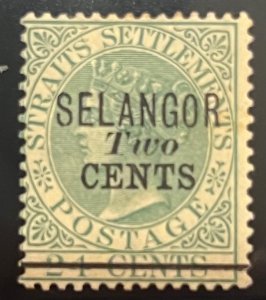 STRAITS SETTLEMENTS
SELANGOR
Two
CENTS
POSTAGE
24 CENTS